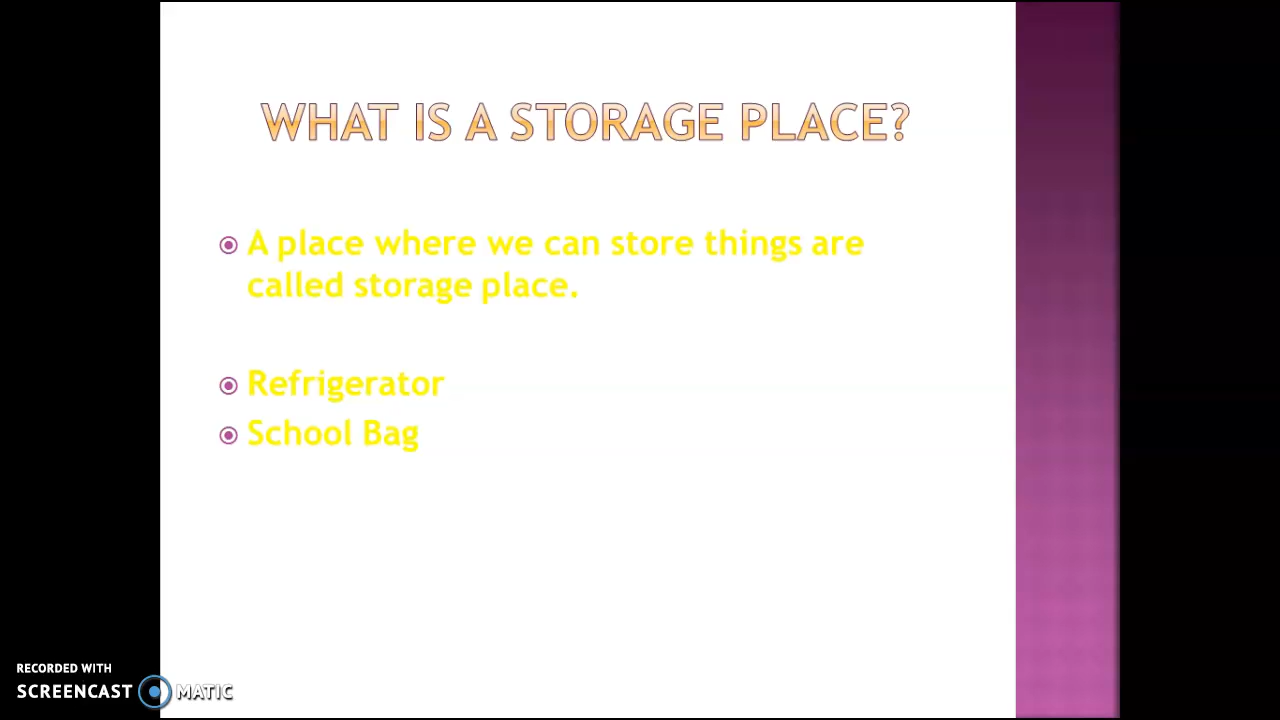 WHAT IS A STORAGE PLACE?
A place where we can store things are
called storage place.
Refrigerator
School Bag
RECORDED WITH
SCREENCAST MATIC